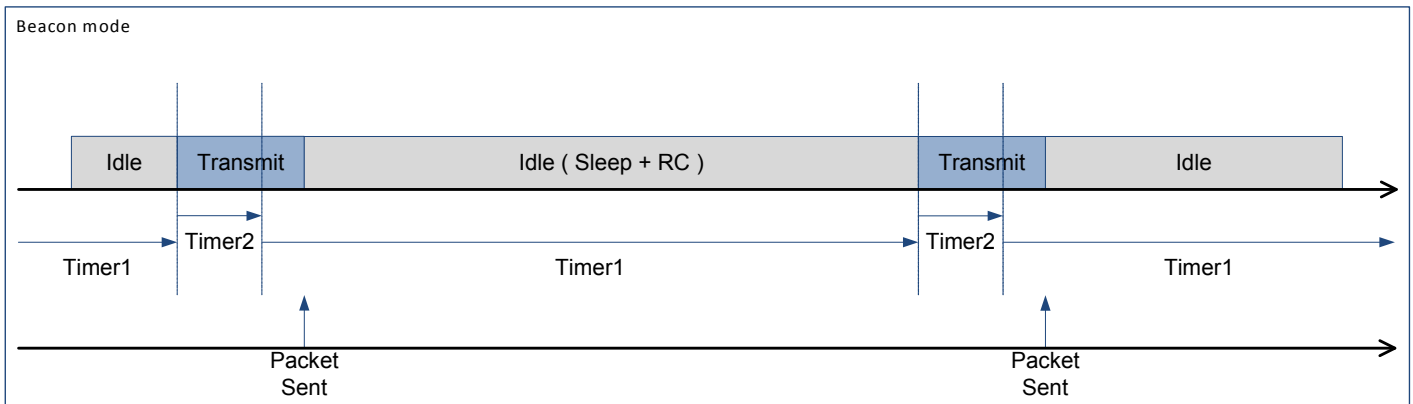 Beacon mode
Idle Transmit Idle ( Sleep + RC ) Transmit Idle
Timer2 Timer2
Timer1 Timer1 Timer1
Packet Packet
Sent Sent